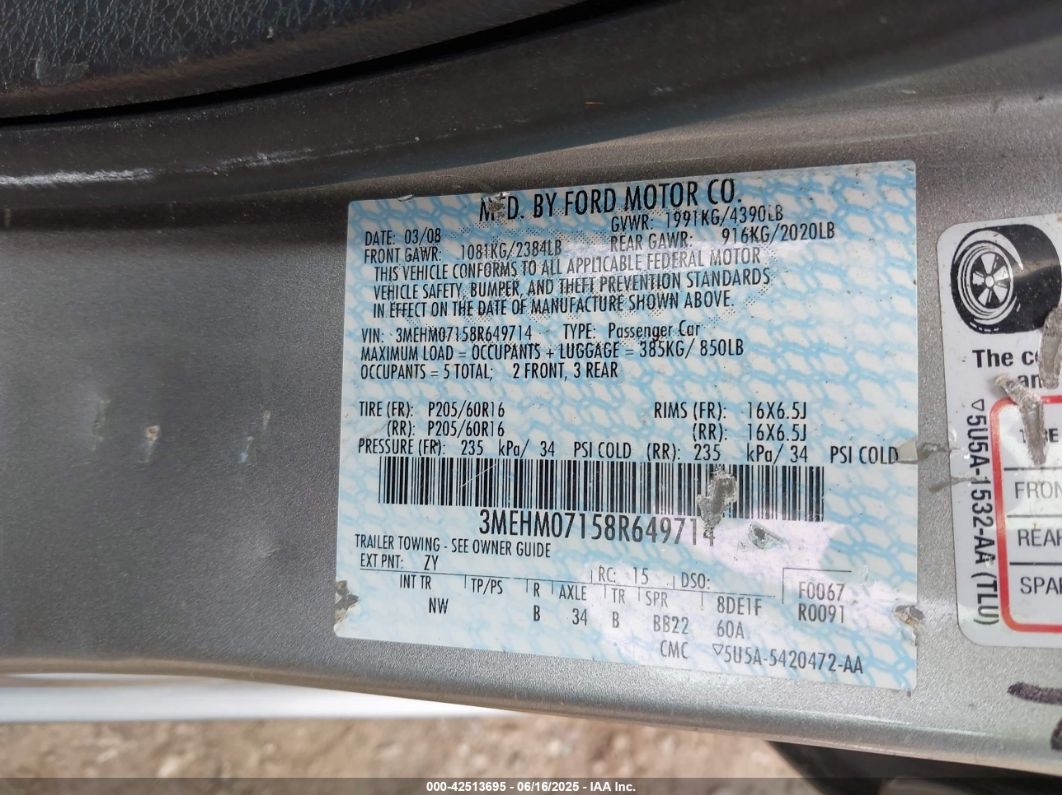 MFD. BY FORD MOTOR CO.
DATE: 03/08 GVWR: 1991KG/4390LB
FRONT GAWR: 1081KG/2384LB REAR GAWR: 916KG/2020LB
THIS VEHICLE CONFORMS TO ALL APPLICABLE FEDERAL MOTOR
VEHICLE SAFETY, BUMPER, AND THEFT PREVENTION STANDARDS
IN EFFECT ON THE DATE OF MANUFACTURE SHOWN ABOVE.
VIN: 3MEHM07158R649714 TYPE: Passenger Car
MAXIMUM LOAD = OCCUPANTS + LUGGAGE = 385KG/ 850LB
OCCUPANTS = 5 TOTAL; 2 FRONT, 3 REAR
TIRE (FR): P205/60R16 RIMS (FR): 16X6.5J
(RR): P205/60R16 (RR): 16X6.5J
PRESSURE (FR): 235 kPa/ 34 PSI COLD (RR): 235 kPa/ 34 PSI COLD
3MEHM07158R649714
TRAILER TOWING - SEE OWNER GUIDE
EXT PNT: ZY RC: 15 DSO: F0067
INT TR TP/PS R AXLE TR SPR 8DE1F R0091
NW B 34 B BB22 60A
CMC ▽5U5A-5420472-AA
The
▽5U5A-1532-AA (TLU)
FRON
REAR
SPA
000-42513695 - 06/16/2025 - IAA Inc.